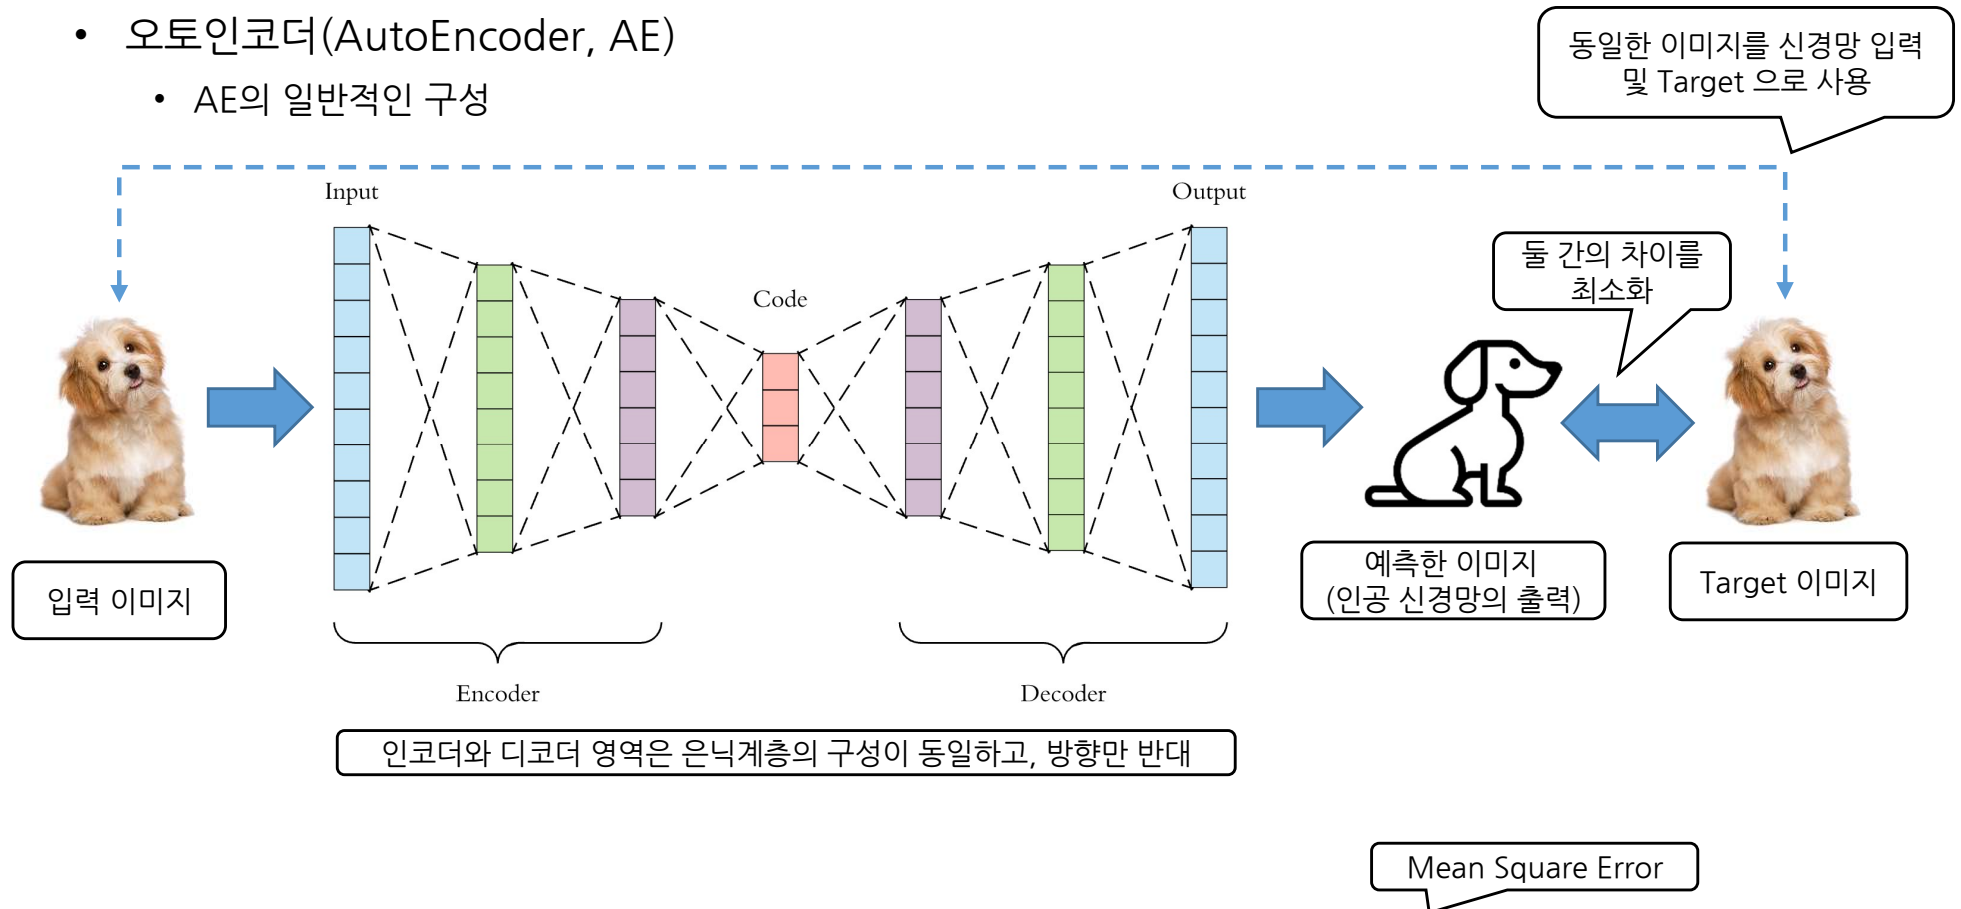 • 오토인코더(AutoEncoder, AE)
• AE의 일반적인 구성
동일한 이미지를 신경망 입력
및 Target 으로 사용
Input
Output
둘 간의 차이를
최소화
Code
입력 이미지
예측한 이미지
(인공 신경망의 출력)
Target 이미지
Encoder
Decoder
인코더와 디코더 영역은 은닉계층의 구성이 동일하고, 방향만 반대
Mean Square Error